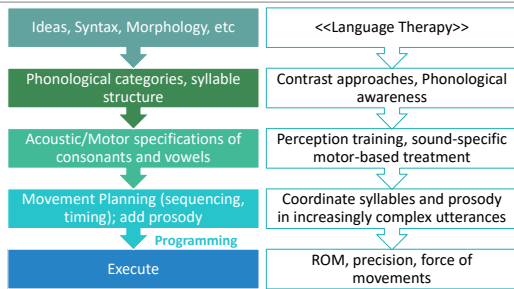 Ideas, Syntax, Morphology, etc
Phonological categories, syllable
structure
Acoustic/Motor specifications of
consonants and vowels
Movement Planning (sequencing,
timing); add prosody
Programming
Execute
<<Language Therapy>>
Contrast approaches, Phonological
awareness
Perception training, sound-specific
motor-based treatment
Coordinate syllables and prosody
in increasingly complex utterances
ROM, precision, force of
movements